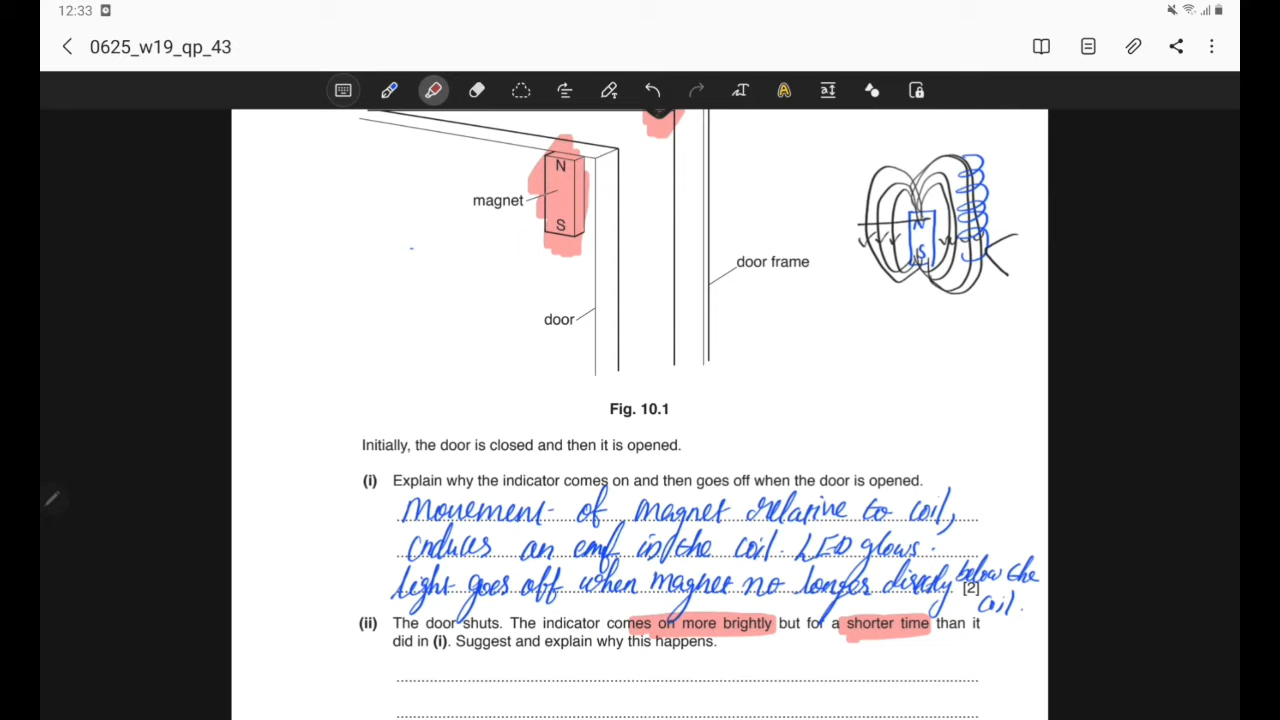 12:33
0625_w19_qp_43
N
magnet
S
N
S
door frame
door
Fig. 10.1
Initially, the door is closed and then it is opened.
(i) Explain why the indicator comes on and then goes off when the door is opened.
Movement of magnet relative to coil,
induces an emf in the coil. LED glows.
light goes off when magnet no longer directly below the
[2] coil.
(ii) The door shuts. The indicator comes on more brightly but for a shorter time than it
did in (i). Suggest and explain why this happens.